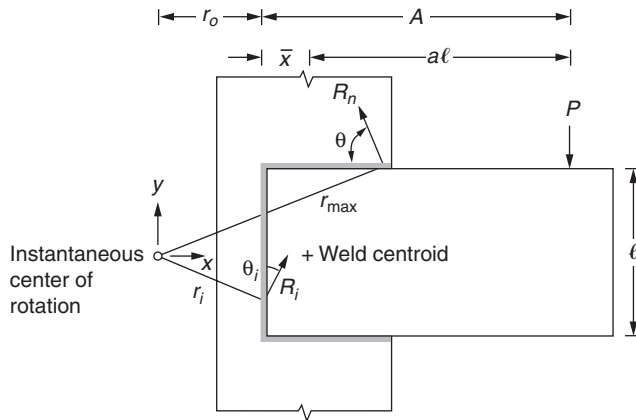 r_o
A
x̄
aℓ
R_n
P
θ
y
r_max
ℓ
Instantaneous
center of
rotation
x
θ_i
+ Weld centroid
r_i
R_i